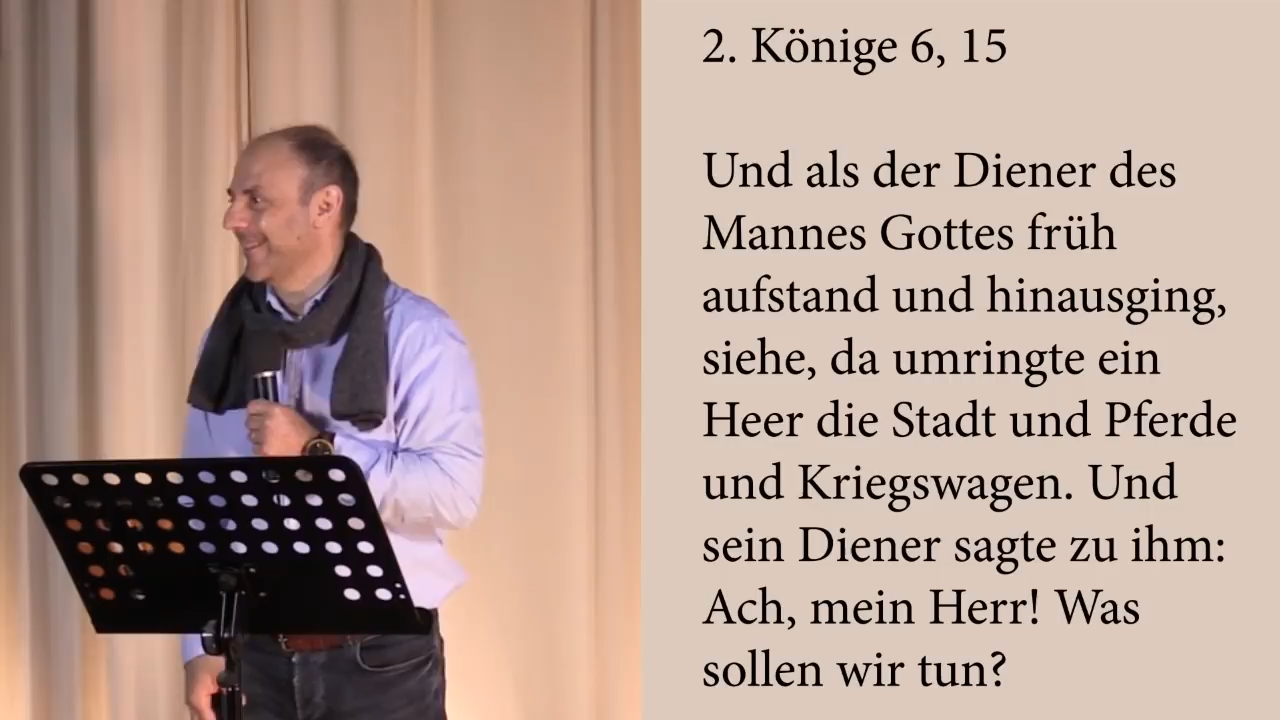 2. Könige 6, 15
Und als der Diener des
Mannes Gottes früh
aufstand und hinausging,
siehe, da umringte ein
Heer die Stadt und Pferde
und Kriegswagen. Und
sein Diener sagte zu ihm:
Ach, mein Herr! Was
sollen wir tun?